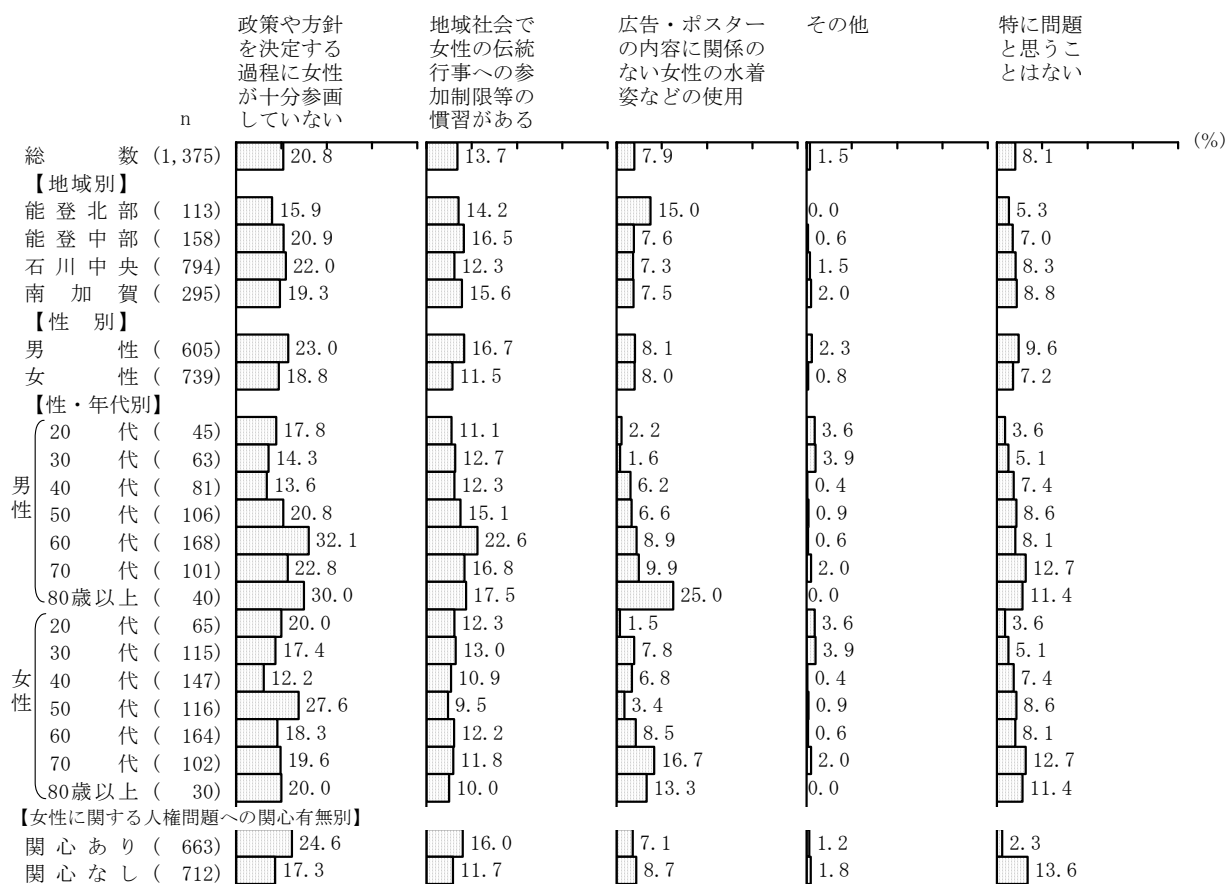 政策や方針
を決定する
過程に女性
が十分参画
していない
地域社会で
女性の伝統
行事への参
加制限等の
慣習がある
広告・ポスター
の内容に関係の
ない女性の水着
姿などの使用
その他
特に問題
と思うこ
とはない
n
(%)
総数 (1,375) 20.8 13.7 7.9 1.5 8.1
【地域別】
能登北部 ( 113) 15.9 14.2 15.0 0.0 5.3
能登中部 ( 158) 20.9 16.5 7.6 0.6 7.0
石川中央 ( 794) 22.0 12.3 7.3 1.5 8.3
南加賀 ( 295) 19.3 15.6 7.5 2.0 8.8
【性 別】
男性 ( 605) 23.0 16.7 8.1 2.3 9.6
女性 ( 739) 18.8 11.5 8.0 0.8 7.2
【性・年代別】
男性
20 代 ( 45) 17.8 11.1 2.2 3.6 3.6
30 代 ( 63) 14.3 12.7 1.6 3.9 5.1
40 代 ( 81) 13.6 12.3 6.2 0.4 7.4
50 代 ( 106) 20.8 15.1 6.6 0.9 8.6
60 代 ( 168) 32.1 22.6 8.9 0.6 8.1
70 代 ( 101) 22.8 16.8 9.9 2.0 12.7
80歳以上 ( 40) 30.0 17.5 25.0 0.0 11.4
女性
20 代 ( 65) 20.0 12.3 1.5 3.6 3.6
30 代 ( 115) 17.4 13.0 7.8 3.9 5.1
40 代 ( 147) 12.2 10.9 6.8 0.4 7.4
50 代 ( 116) 27.6 9.5 3.4 0.9 8.6
60 代 ( 164) 18.3 12.2 8.5 0.6 8.1
70 代 ( 102) 19.6 11.8 16.7 2.0 12.7
80歳以上 ( 30) 20.0 10.0 13.3 0.0 11.4
【女性に関する人権問題への関心有無別】
関心あり ( 663) 24.6 16.0 7.1 1.2 2.3
関心なし ( 712) 17.3 11.7 8.7 1.8 13.6